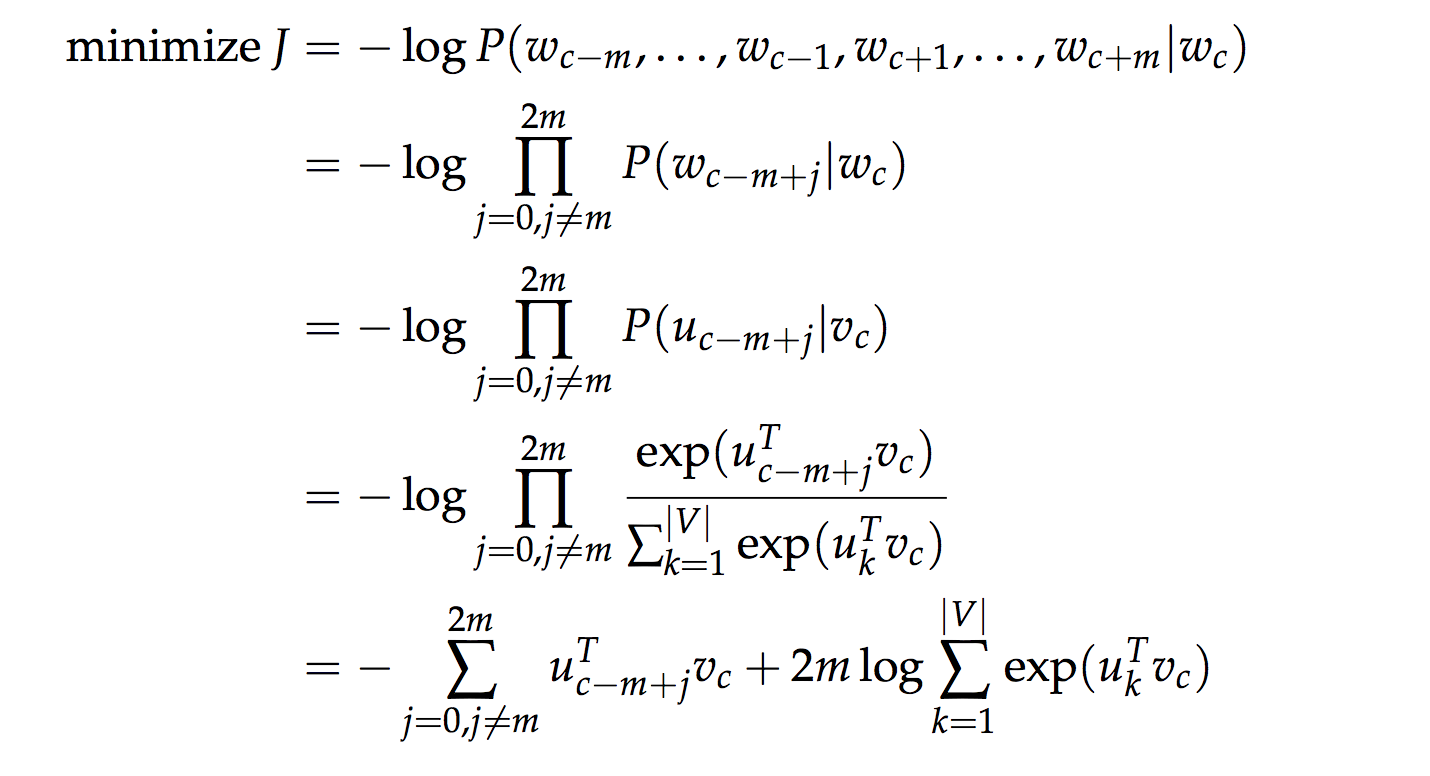 minimize J = − log P(w_{c−m}, . . . , w_{c−1}, w_{c+1}, . . . , w_{c+m}|w_c)
= − log ∏_{j=0,j≠m}^{2m} P(w_{c−m+j}|w_c)
= − log ∏_{j=0,j≠m}^{2m} P(u_{c−m+j}|v_c)
= − log ∏_{j=0,j≠m}^{2m} \frac{exp(u_{c−m+j}^T v_c)}{∑_{k=1}^{|V|} exp(u_k^T v_c)}
= − ∑_{j=0,j≠m}^{2m} u_{c−m+j}^T v_c + 2m log ∑_{k=1}^{|V|} exp(u_k^T v_c)